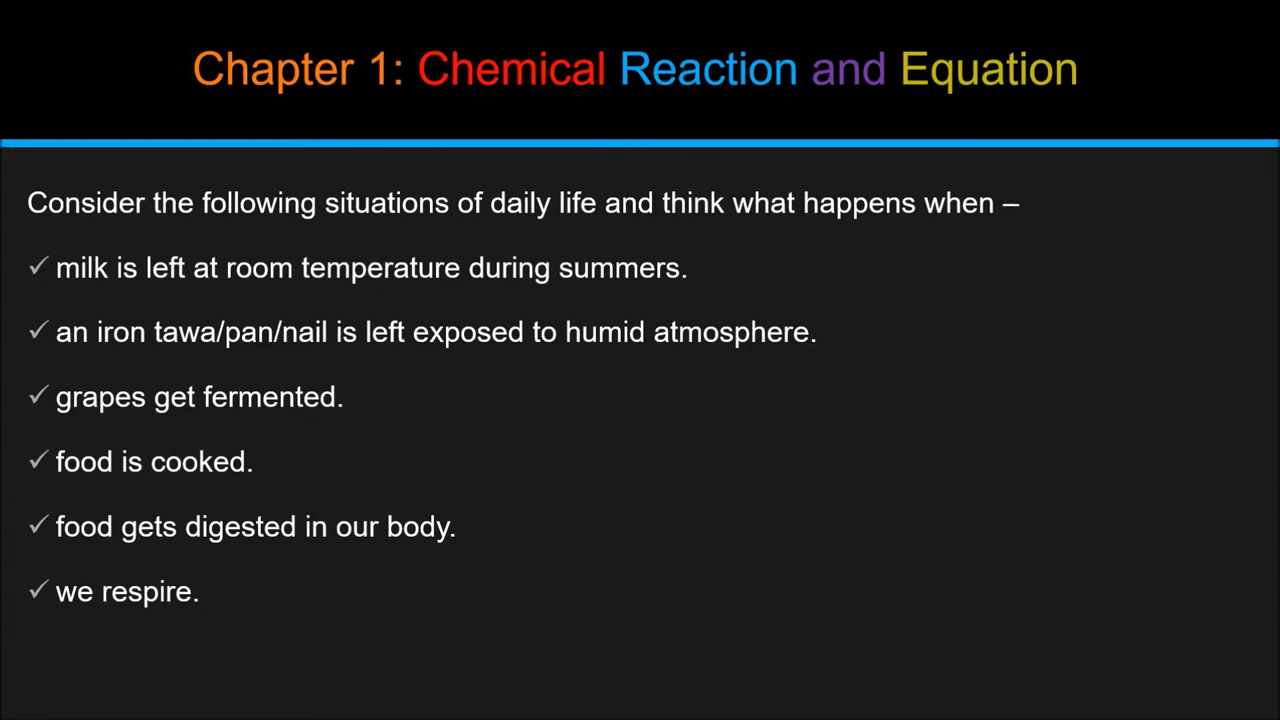 Chapter 1: Chemical Reaction and Equation
Consider the following situations of daily life and think what happens when –
✓ milk is left at room temperature during summers.
✓ an iron tawa/pan/nail is left exposed to humid atmosphere.
✓ grapes get fermented.
✓ food is cooked.
✓ food gets digested in our body.
✓ we respire.